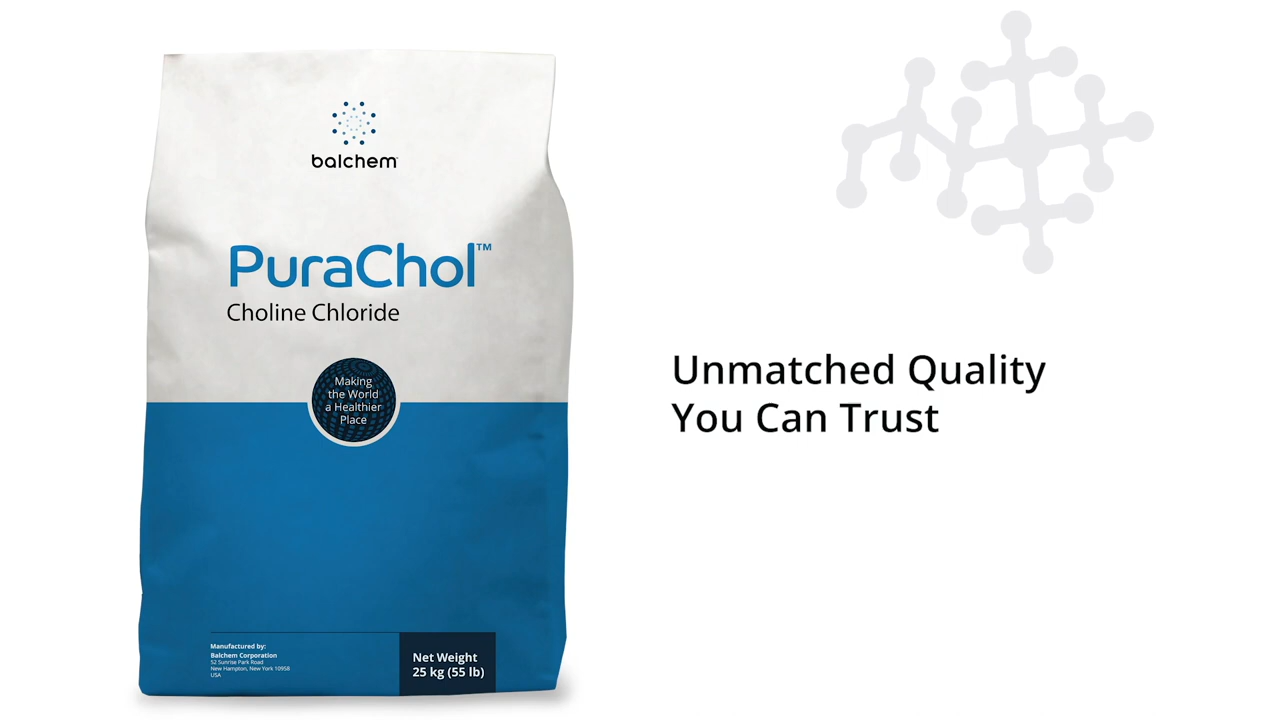 balchem
PuraChol™
Choline Chloride
Making
the World
a Healthier
Place
Manufactured by:
Balchem Corporation
52 Sunrise Park Road
New Hampton, New York 10958
USA
Net Weight
25 kg (55 lb)
Unmatched Quality
You Can Trust